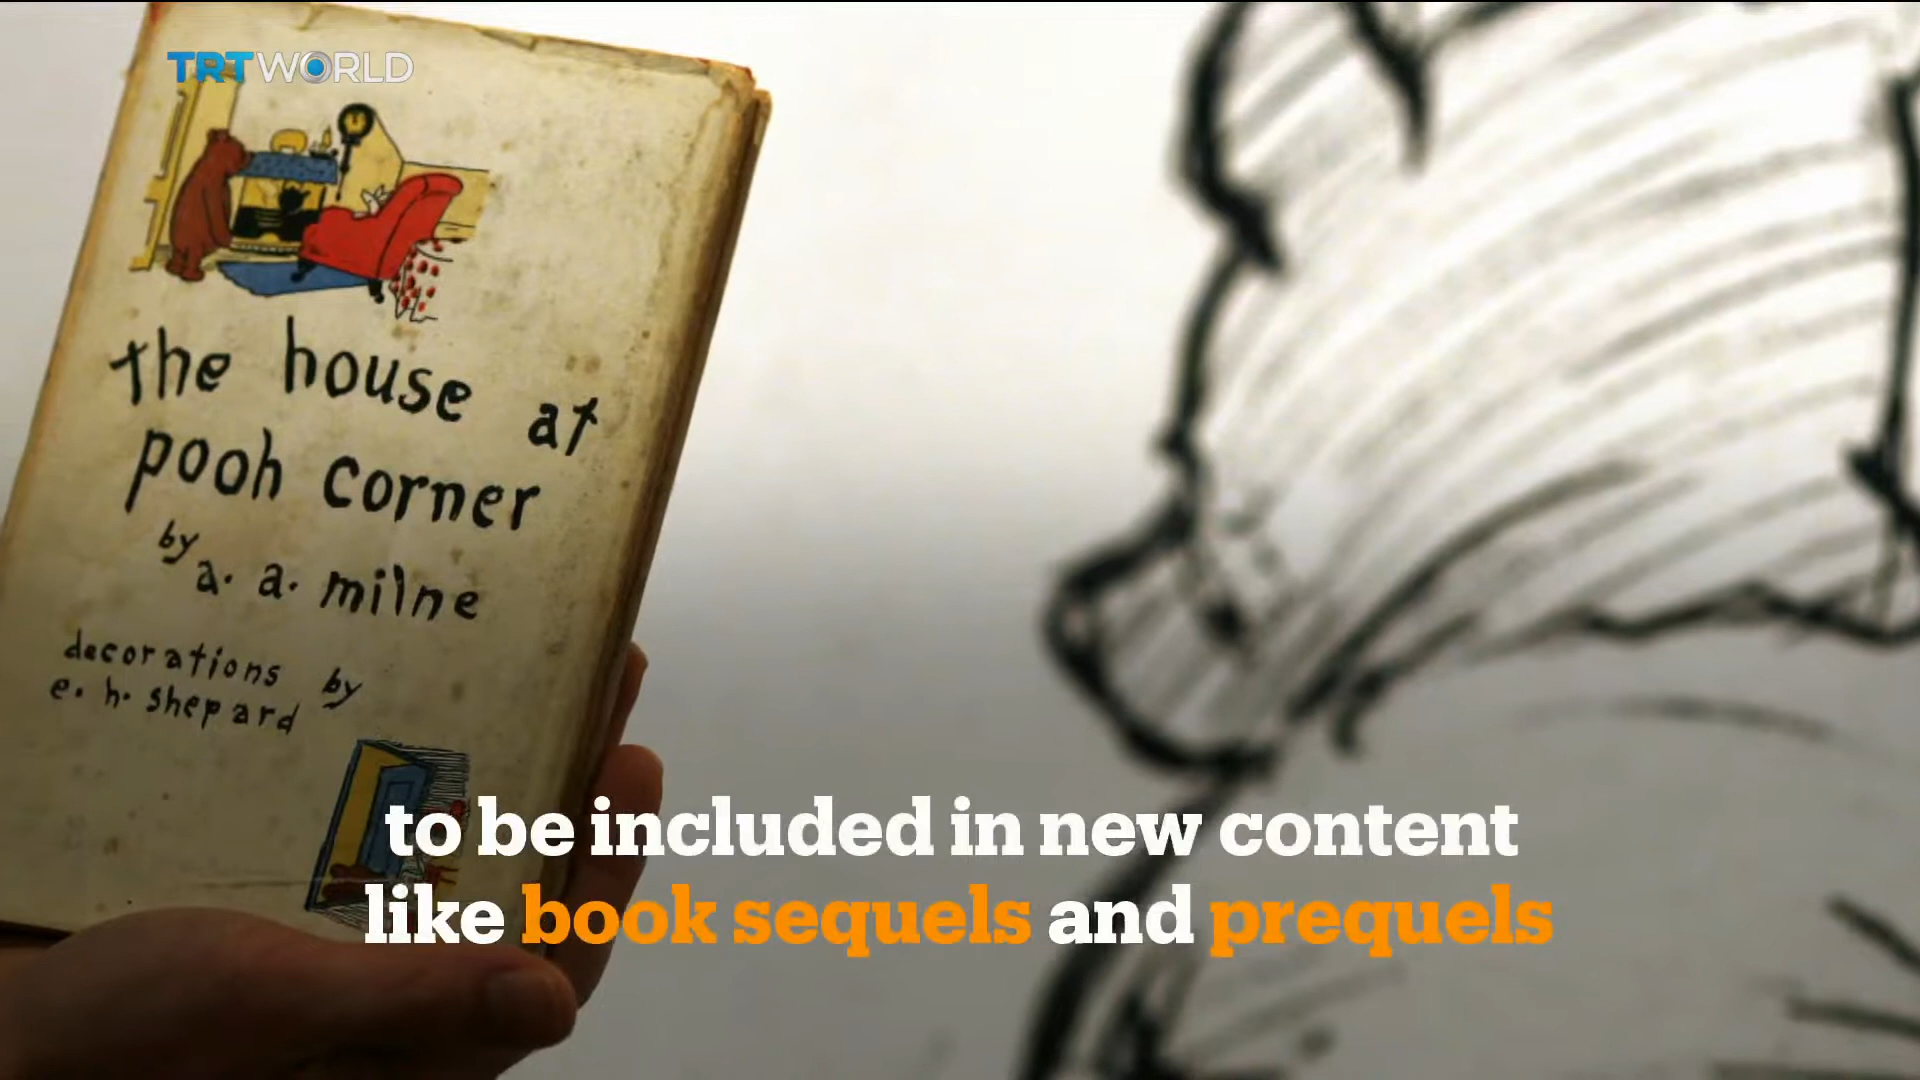 TRT WORLD
the house at
pooh corner
by
a. a. milne
decorations by
e. h. shepard
to be included in new content
like book sequels and prequels